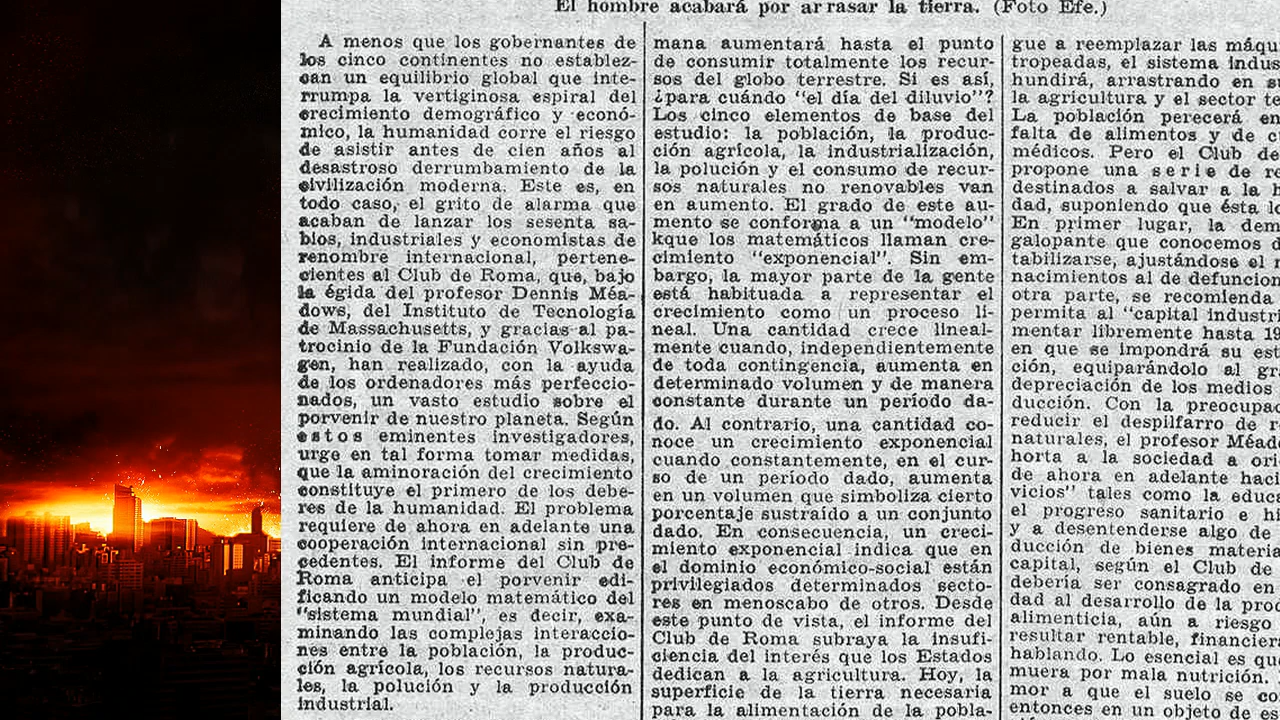 El hombre acabará por arrasar la tierra. (Foto Efe.)
A menos que los gobernantes de
los cinco continentes no establez-
can un equilibrio global que inte-
rrumpa la vertiginosa espiral del
crecimiento demográfico y econó-
mico, la humanidad corre el riesgo
de asistir antes de cien años al
desastroso derrumbamiento de la
civilización moderna. Este es, en
todo caso, el grito de alarma que
acaban de lanzar los sesenta sa-
bios, industriales y economistas de
renombre internacional, pertene-
cientes al Club de Roma, que, bajo
la égida del profesor Dennis Méa-
dows, del Instituto de Tecnología
de Massachusetts, y gracias al pa-
trocinio de la Fundación Volkswa-
gen, han realizado, con la ayuda
de los ordenadores más perfeccio-
nados, un vasto estudio sobre el
porvenir de nuestro planeta. Según
estos eminentes investigadores,
urge en tal forma tomar medidas,
que la aminoración del crecimiento
constituye el primero de los debe-
res de la humanidad. El problema
requiere de ahora en adelante una
cooperación internacional sin pre-
cedentes. El informe del Club de
Roma anticipa el porvenir edi-
ficando un modelo matemático del
"sistema mundial", es decir, exa-
minando las complejas interaccio-
nes entre la población, la produc-
ción agrícola, los recursos natura-
les, la polución y la producción
industrial.
mana aumentará hasta el punto
de consumir totalmente los recur-
sos del globo terrestre. Si es así,
¿para cuándo "el día del diluvio"?
Los cinco elementos de base del
estudio: la población, la produc-
ción agrícola, la industrialización,
la polución y el consumo de recur-
sos naturales no renovables van
en aumento. El grado de este au-
mento se conforma a un "modelo"
kque los matemáticos llaman cre-
cimiento "exponencial". Sin em-
bargo, la mayor parte de la gente
está habituada a representar el
crecimiento como un proceso li-
neal. Una cantidad crece lineal-
mente cuando, independientemente
de toda contingencia, aumenta en
determinado volumen y de manera
constante durante un período da-
do. Al contrario, una cantidad co-
noce un crecimiento exponencial
cuando constantemente, en el cur-
so de un período dado, aumenta
en un volumen que simboliza cierto
porcentaje sustraído a un conjunto
dado. En consecuencia, un creci-
miento exponencial indica que en
el dominio económico-social están
privilegiados determinados secto-
res en menoscabo de otros. Desde
este punto de vista, el informe del
Club de Roma subraya la insufi-
ciencia del interés que los Estados
dedican a la agricultura. Hoy, la
superficie de la tierra necesaria
para la alimentación de la pobla-
gue a reemplazar las máqu
tropeadas, el sistema indus
hundirá, arrastrando en s
la agricultura y el sector te
La población perecerá en
falta de alimentos y de c
médicos. Pero el Club de
propone una serie de re
destinados a salvar a la h
dad, suponiendo que ésta l
En primer lugar, la dem
galopante que conocemos d
tabilizarse, ajustándose el n
nacimientos al de defuncion
otra parte, se recomienda
permita al "capital industri
mentar libremente hasta 19
en que se impondrá su est
ción, equiparándolo al gr
depreciación de los medios
ducción. Con la preocupac
reducir el despilfarro de r
naturales, el profesor Méad
horta a la sociedad a ori
de ahora en adelante haci
vicios" tales como la educ
el progreso sanitario e hi
y a desentenderse algo de
ducción de bienes materia
capital, según el Club de
debería ser consagrado en
dad al desarrollo de la prod
alimenticia, aún a riesgo
resultar rentable, financier
hablando. Lo esencial es qu
muera por mala nutrición.
mor a que el suelo se co
entonces en un objeto de es